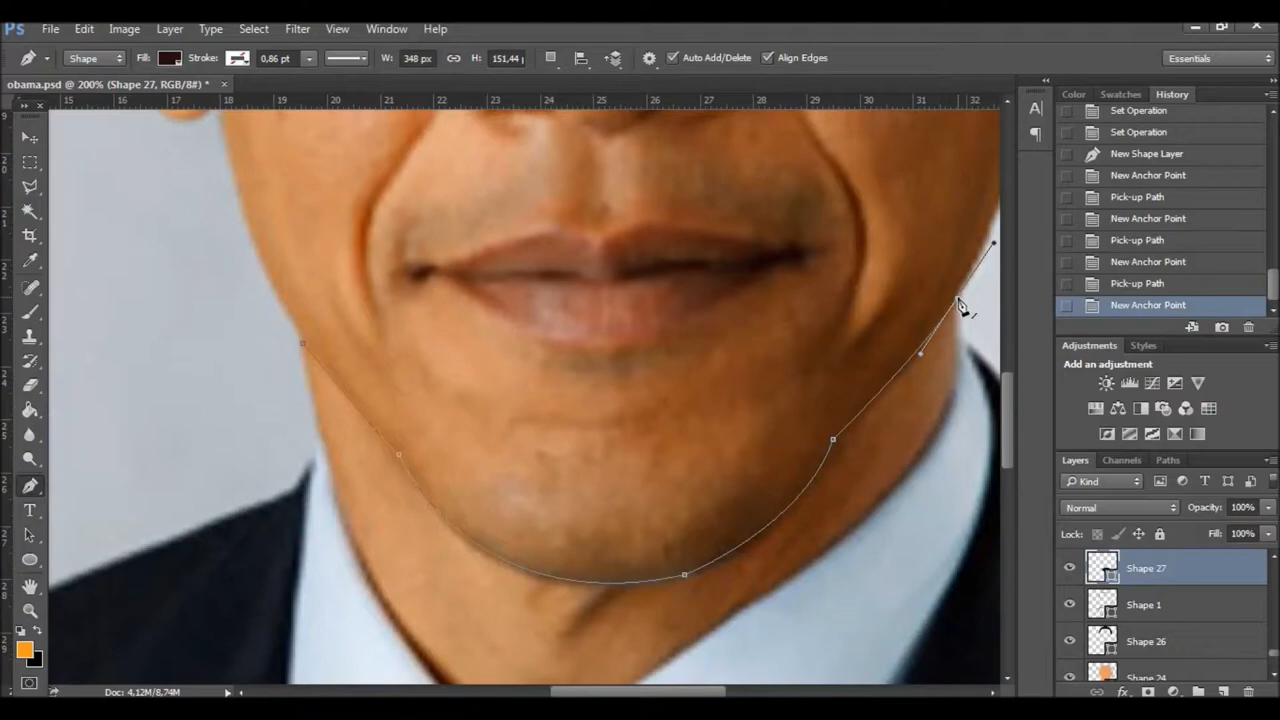 Ps File Edit Image Layer Type Select Filter View Window Help
Shape Fill: Stroke: 0,86 pt W: 348 px H: 151,44 Auto Add/Delete Align Edges Essentials
obama.psd @ 200% (Shape 27, RGB/8#) * ×
15 16 17 18 19 20 21 22 23 24 25 26 27 28 29 30 31 32
Color Swatches History
Set Operation
Set Operation
New Shape Layer
New Anchor Point
Pick-up Path
New Anchor Point
Pick-up Path
New Anchor Point
Pick-up Path
New Anchor Point
Adjustments Styles
Add an adjustment
Layers Channels Paths
Kind
Normal Opacity: 100%
Lock: Fill: 100%
Shape 27
Shape 1
Shape 26
Shape 24
Doc: 4,12M/8,74M